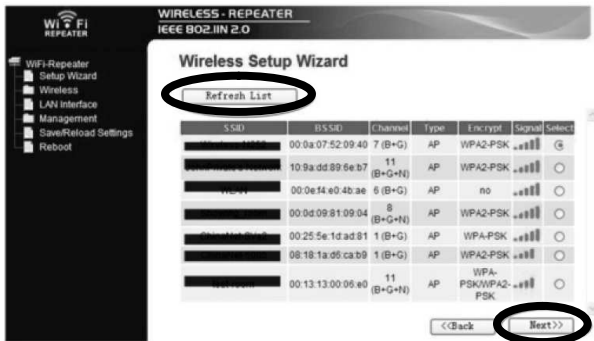 Wi Fi
REPEATER
WIRELESS - REPEATER
IEEE 802.11N 2.0
WiFi-Repeater
Setup Wizard
Wireless
LAN Interface
Management
Save/Reload Settings
Reboot
Wireless Setup Wizard
Refresh List
SSID BSSID Channel Type Encrypt Signal Select
00:0a:07:52:09:40 7 (B+G) AP WPA2-PSK
10:9a:dd:89:6e:b7 11 (B+G+N) AP WPA2-PSK
WLAN 00:0e:f4:e0:4b:ae 6 (B+G) AP no
00:0d:09:81:09:04 8 (B+G+N) AP WPA2-PSK
00:25:5e:1d:ad:81 1 (B+G) AP WPA-PSK
08:18:1a:d6:ca:b9 1 (B+G) AP WPA2-PSK
00:13:13:00:06:e0 11 (B+G+N) AP WPA-PSK/WPA2-PSK
<<Back Next>>